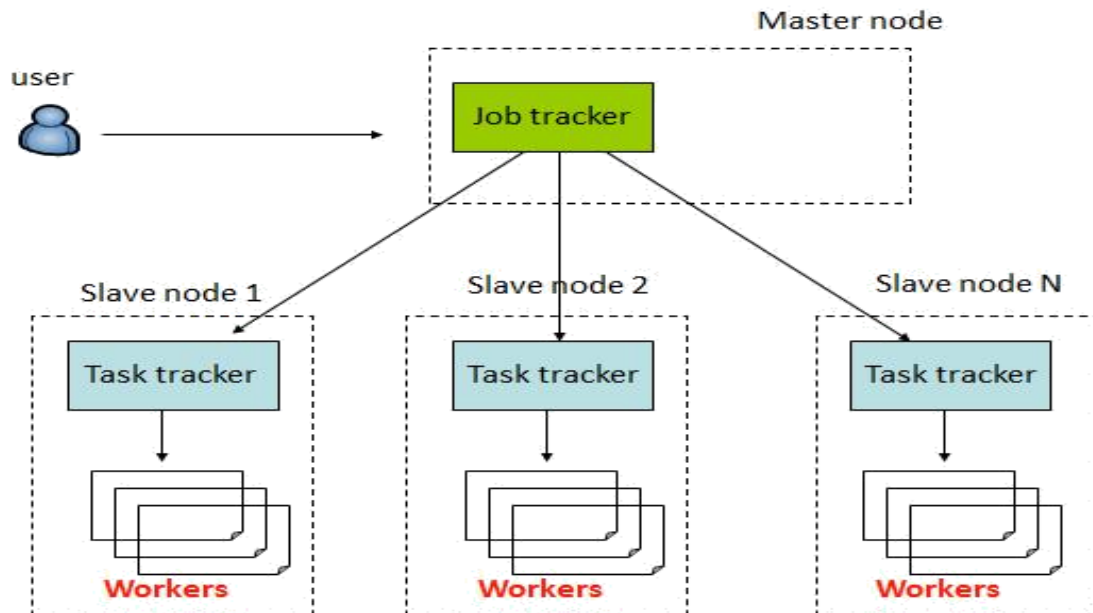 Master node
user
Job tracker
Slave node 1
Slave node 2
Slave node N
Task tracker
Task tracker
Task tracker
Workers
Workers
Workers